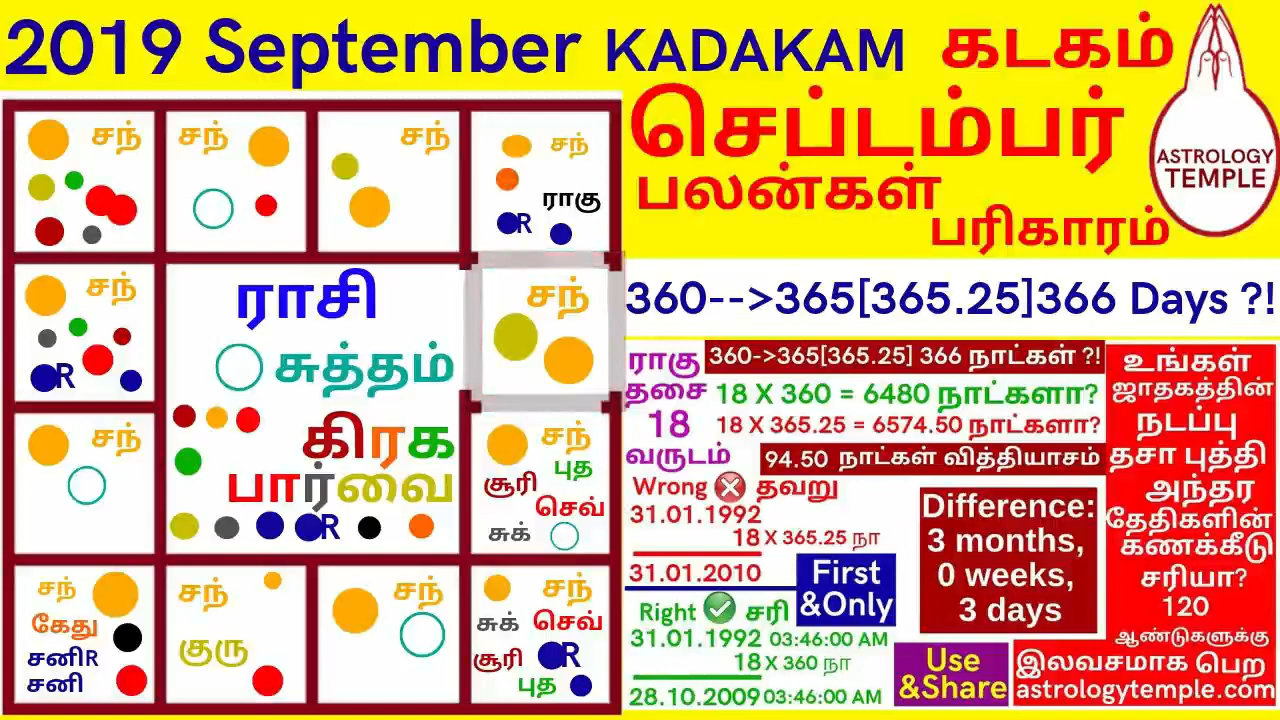 2019 September KADAKAM கடகம்
செப்டம்பர்
பலன்கள்
பரிகாரம்
ASTROLOGY
TEMPLE
360-->365[365.25]366 Days ?!
சந் சந் சந் சந்
ராகு
R
சந்
R
ராசி
சுத்தம்
கிரக
பார்வை
R
சந்
சந்
சந்
புத
சூரி
செவ்
சுக்
சந்
கேது
சனிR
சனி
சந்
குரு
சந்
சந்
சுக் செவ்
சூரி R
புத
ராகு
தசை
18
வருடம்
360->365[365.25] 366 நாட்கள் ?!
18 X 360 = 6480 நாட்களா?
18 X 365.25 = 6574.50 நாட்களா?
94.50 நாட்கள் வித்தியாசம்
Wrong தவறு
31.01.1992
18 X 365.25 நா
31.01.2010
First
&Only
Right சரி
31.01.1992 03:46:00 AM
18 X 360 நா
28.10.2009 03:46:00 AM
Difference:
3 months,
0 weeks,
3 days
Use
&Share
உங்கள்
ஜாதகத்தின்
நடப்பு
தசா புத்தி
அந்தர
தேதிகளின்
கணக்கீடு
சரியா?
120
ஆண்டுகளுக்கு
இலவசமாக பெற
astrologytemple.com